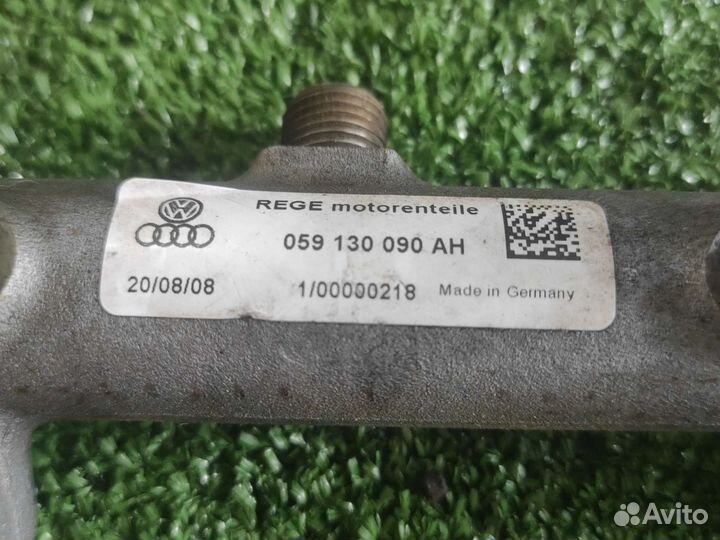 REGE motorenteile
059 130 090 AH
20/08/08 1/00000218 Made in Germany
Avito